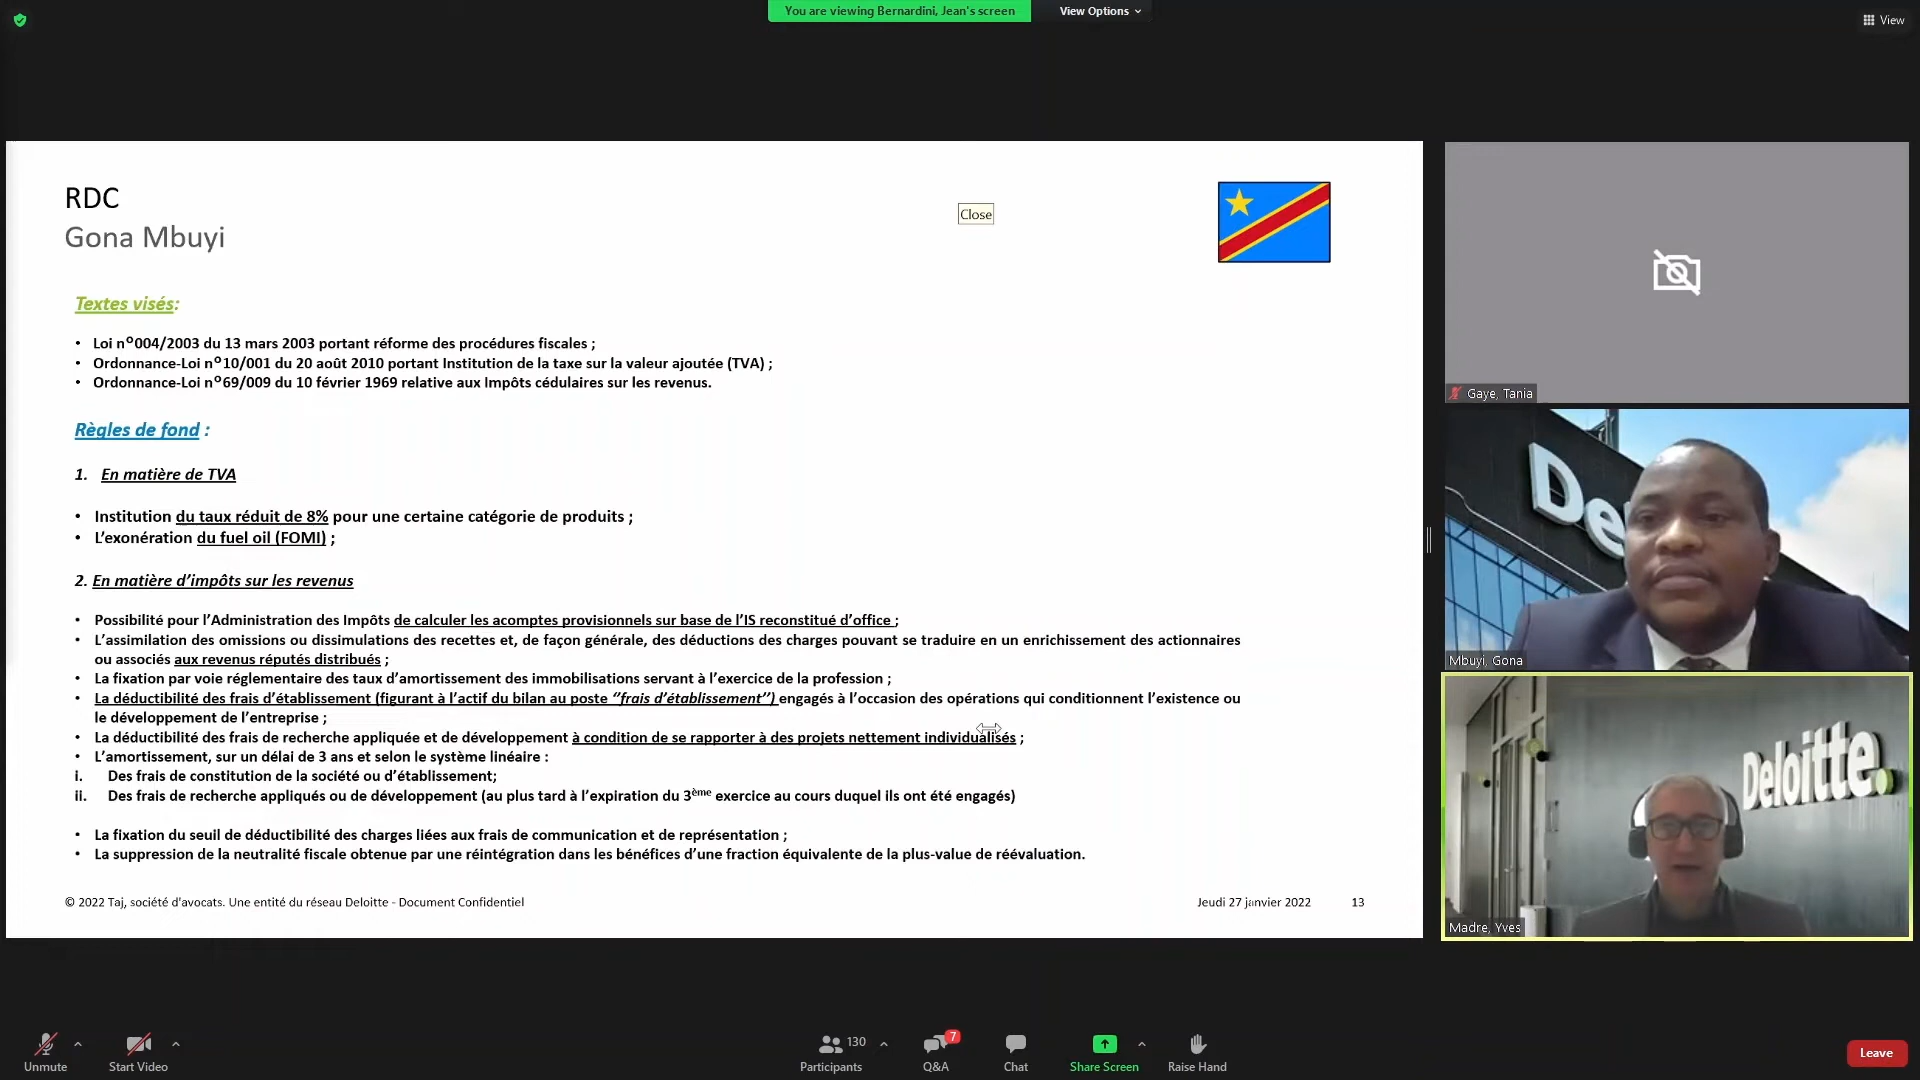 You are viewing Bernardini, Jean's screen
View Options
View
RDC
Gona Mbuyi
Close
Textes visés:
• Loi n°004/2003 du 13 mars 2003 portant réforme des procédures fiscales ;
• Ordonnance-Loi n°10/001 du 20 août 2010 portant Institution de la taxe sur la valeur ajoutée (TVA) ;
• Ordonnance-Loi n°69/009 du 10 février 1969 relative aux Impôts cédulaires sur les revenus.
Règles de fond :
1. En matière de TVA
• Institution du taux réduit de 8% pour une certaine catégorie de produits ;
• L’exonération du fuel oil (FOMI) ;
2. En matière d’impôts sur les revenus
• Possibilité pour l’Administration des Impôts de calculer les acomptes provisionnels sur base de l’IS reconstitué d’office ;
• L’assimilation des omissions ou dissimulations des recettes et, de façon générale, des déductions des charges pouvant se traduire en un enrichissement des actionnaires
ou associés aux revenus réputés distribués ;
• La fixation par voie réglementaire des taux d’amortissement des immobilisations servant à l’exercice de la profession ;
• La déductibilité des frais d’établissement (figurant à l’actif du bilan au poste ‘’frais d’établissement’’) engagés à l’occasion des opérations qui conditionnent l’existence ou
le développement de l’entreprise ;
• La déductibilité des frais de recherche appliquée et de développement à condition de se rapporter à des projets nettement individualisés ;
• L’amortissement, sur un délai de 3 ans et selon le système linéaire :
i. Des frais de constitution de la société ou d’établissement;
ii. Des frais de recherche appliqués ou de développement (au plus tard à l’expiration du 3ème exercice au cours duquel ils ont été engagés)
• La fixation du seuil de déductibilité des charges liées aux frais de communication et de représentation ;
• La suppression de la neutralité fiscale obtenue par une réintégration dans les bénéfices d’une fraction équivalente de la plus-value de réévaluation.
© 2022 Taj, société d'avocats. Une entité du réseau Deloitte - Document Confidentiel
Jeudi 27 janvier 2022
13
Gaye, Tania
De
Mbuyi, Gona
Deloitte.
Madre, Yves
Unmute
Start Video
130
Participants
7
Q&A
Chat
Share Screen
Raise Hand
Leave